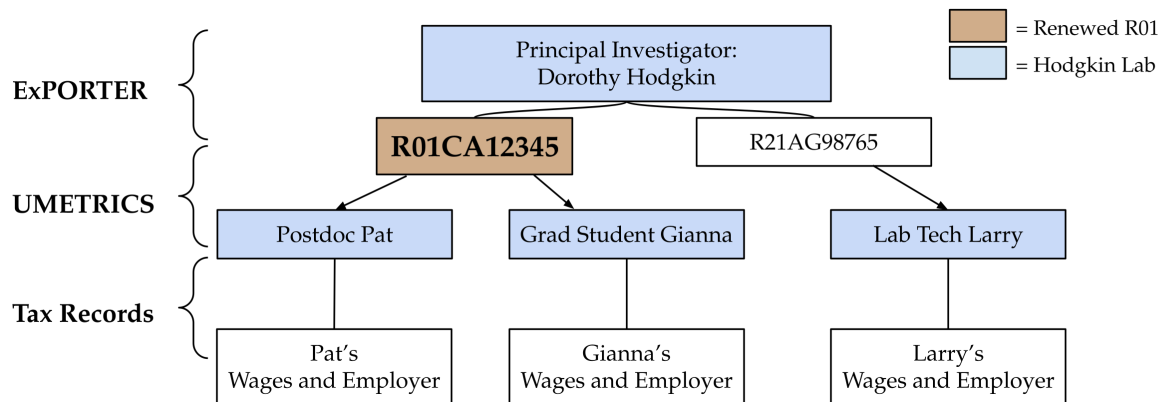 = Renewed R01
= Hodgkin Lab
ExPORTER
Principal Investigator:
Dorothy Hodgkin
R01CA12345
R21AG98765
UMETRICS
Postdoc Pat
Grad Student Gianna
Lab Tech Larry
Tax Records
Pat's
Wages and Employer
Gianna's
Wages and Employer
Larry's
Wages and Employer